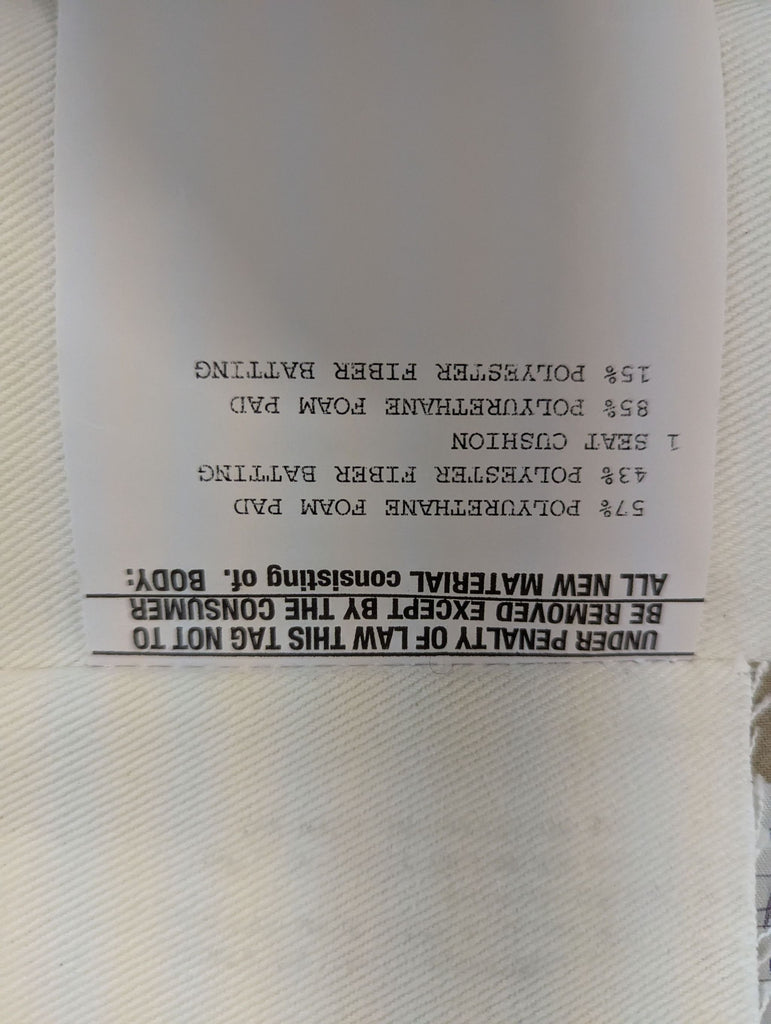 UNDER PENALTY OF LAW THIS TAG NOT TO
BE REMOVED EXCEPT BY THE CONSUMER
ALL NEW MATERIAL consisting of. BODY:
57% POLYURETHANE FOAM PAD
43% POLYESTER FIBER BATTING
1 SEAT CUSHION
85% POLYURETHANE FOAM PAD
15% POLYESTER FIBER BATTING